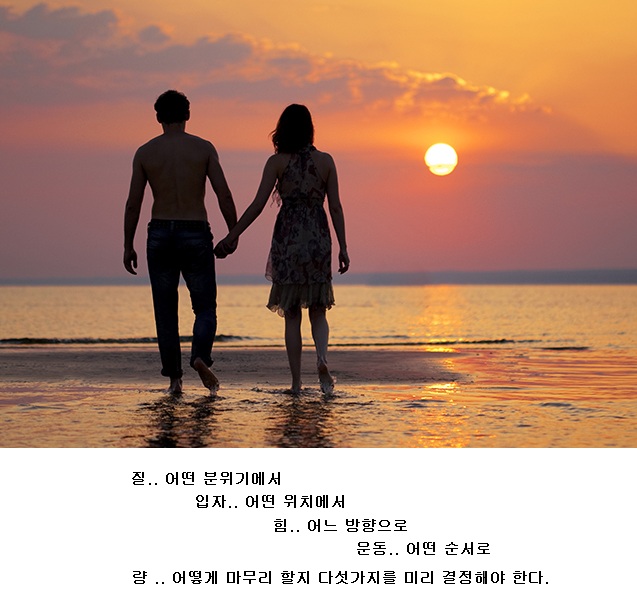 질.. 어떤 분위기에서
입자.. 어떤 위치에서
힘.. 어느 방향으로
운동.. 어떤 순서로
량 .. 어떻게 마무리 할지 다섯가지를 미리 결정해야 한다.